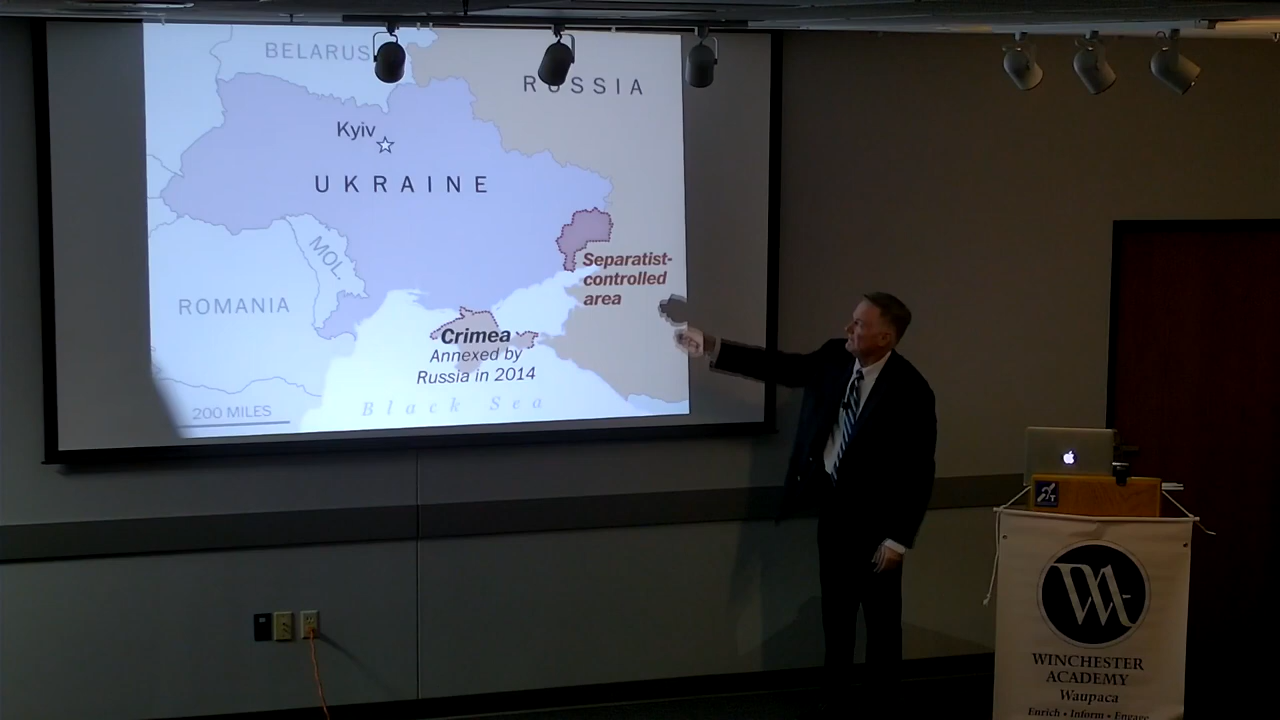 BELARUS
RUSSIA
Kyiv
UKRAINE
MOL.
Separatist-
controlled
area
ROMANIA
Crimea
Annexed by
Russia in 2014
200 MILES
Black Sea
T
WA
WINCHESTER
ACADEMY
Waupaca
Enrich • Inform • Engage